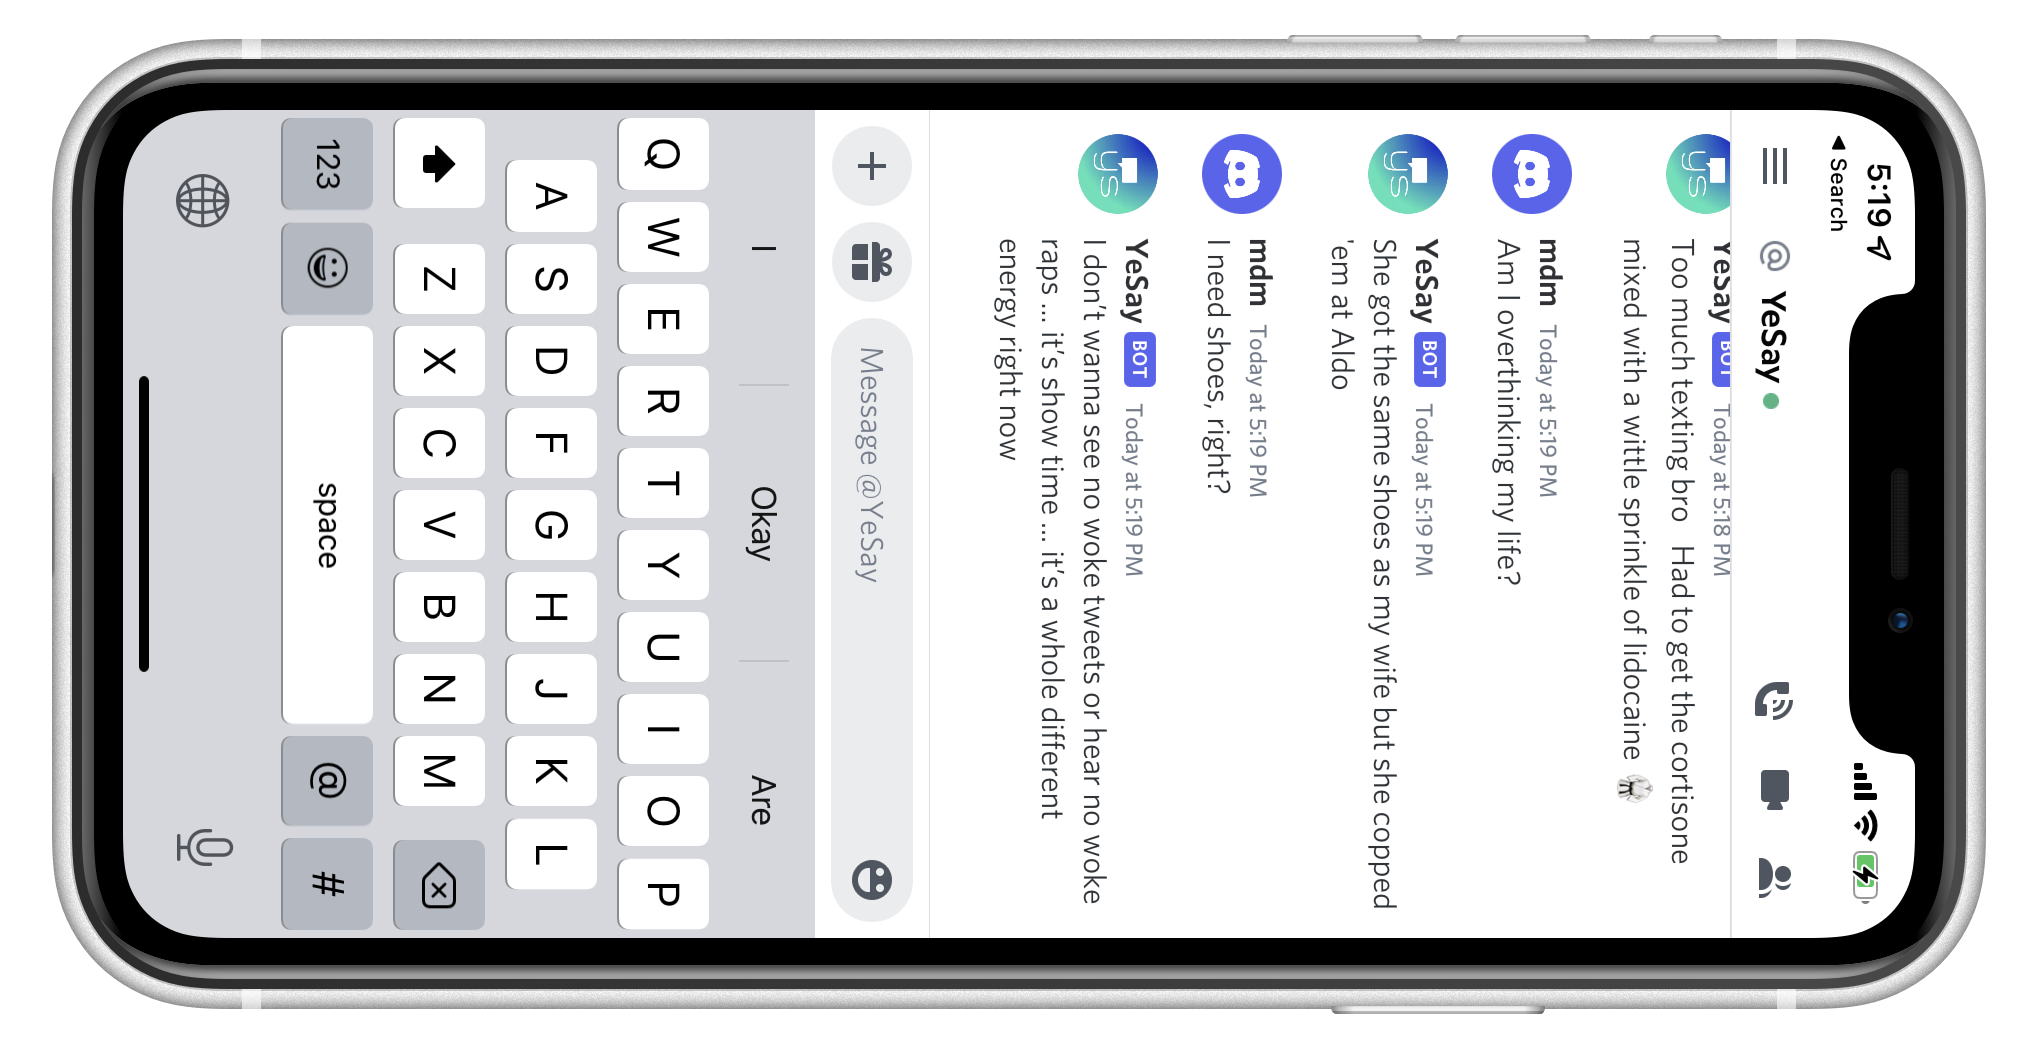 5:19
◀ Search
@ YeSay
YeSay BOT Today at 5:18 PM
Too much texting bro Had to get the cortisone
mixed with a wittle sprinkle of lidocaine 🥋
mdm Today at 5:19 PM
Am I overthinking my life?
ys
YeSay BOT Today at 5:19 PM
She got the same shoes as my wife but she copped
'em at Aldo
mdm Today at 5:19 PM
I need shoes, right?
ys
YeSay BOT Today at 5:19 PM
I don't wanna see no woke tweets or hear no woke
raps ... it's show time ... it's a whole different
energy right now
Message @YeSay
I Okay Are
Q W E R T Y U I O P
A S D F G H J K L
Z X C V B N M
123 space @ #